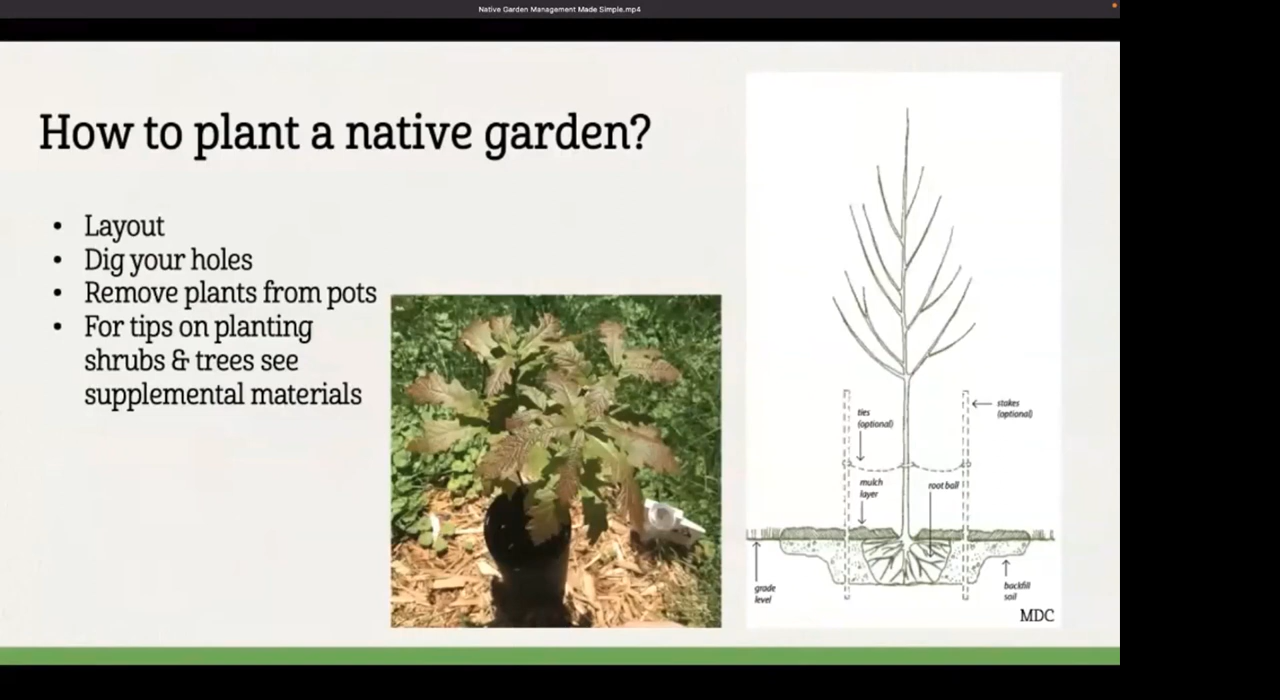 Native Garden Management Made Simple.mp4
How to plant a native garden?
• Layout
• Dig your holes
• Remove plants from pots
• For tips on planting
shrubs & trees see
supplemental materials
ties
(optional)
stakes
(optional)
mulch
layer
root ball
grade
level
backfill
soil
MDC